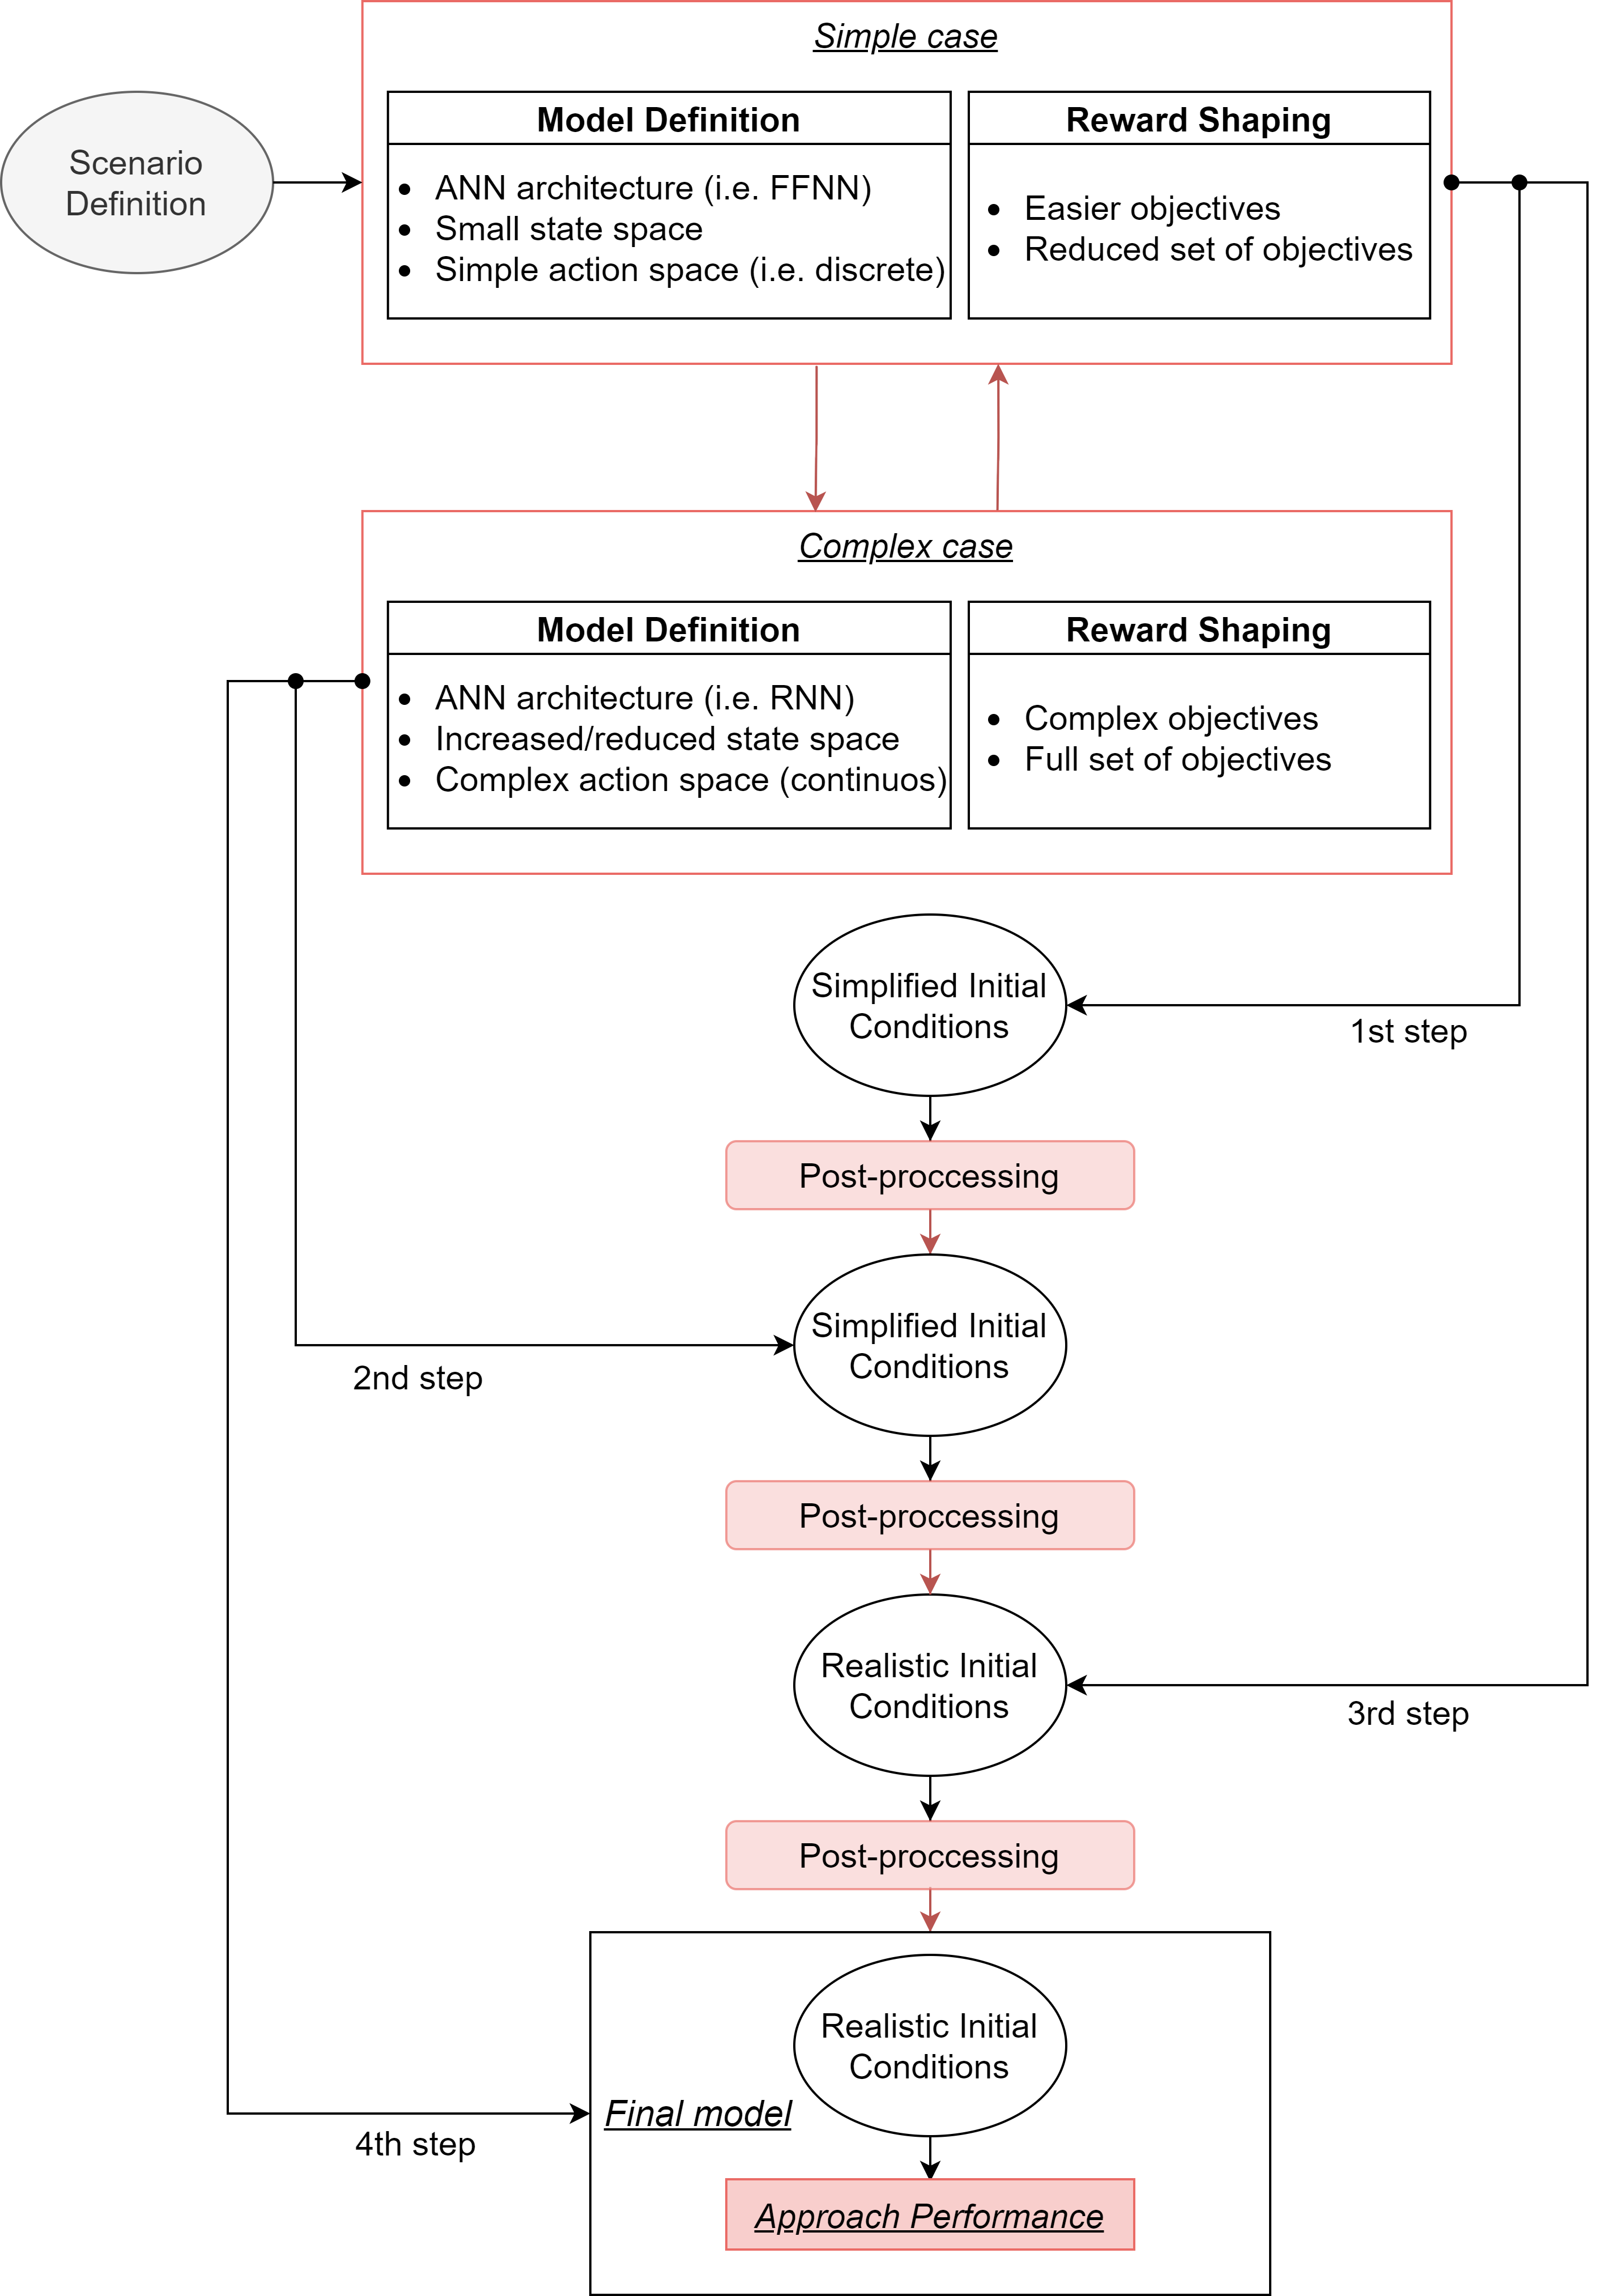 Simple case
Scenario
Definition
Model Definition
• ANN architecture (i.e. FFNN)
• Small state space
• Simple action space (i.e. discrete)
Reward Shaping
• Easier objectives
• Reduced set of objectives
Complex case
Model Definition
• ANN architecture (i.e. RNN)
• Increased/reduced state space
• Complex action space (continuos)
Reward Shaping
• Complex objectives
• Full set of objectives
Simplified Initial
Conditions
1st step
Post-proccessing
Simplified Initial
Conditions
2nd step
Post-proccessing
Realistic Initial
Conditions
3rd step
Post-proccessing
Realistic Initial
Conditions
Final model
4th step
Approach Performance